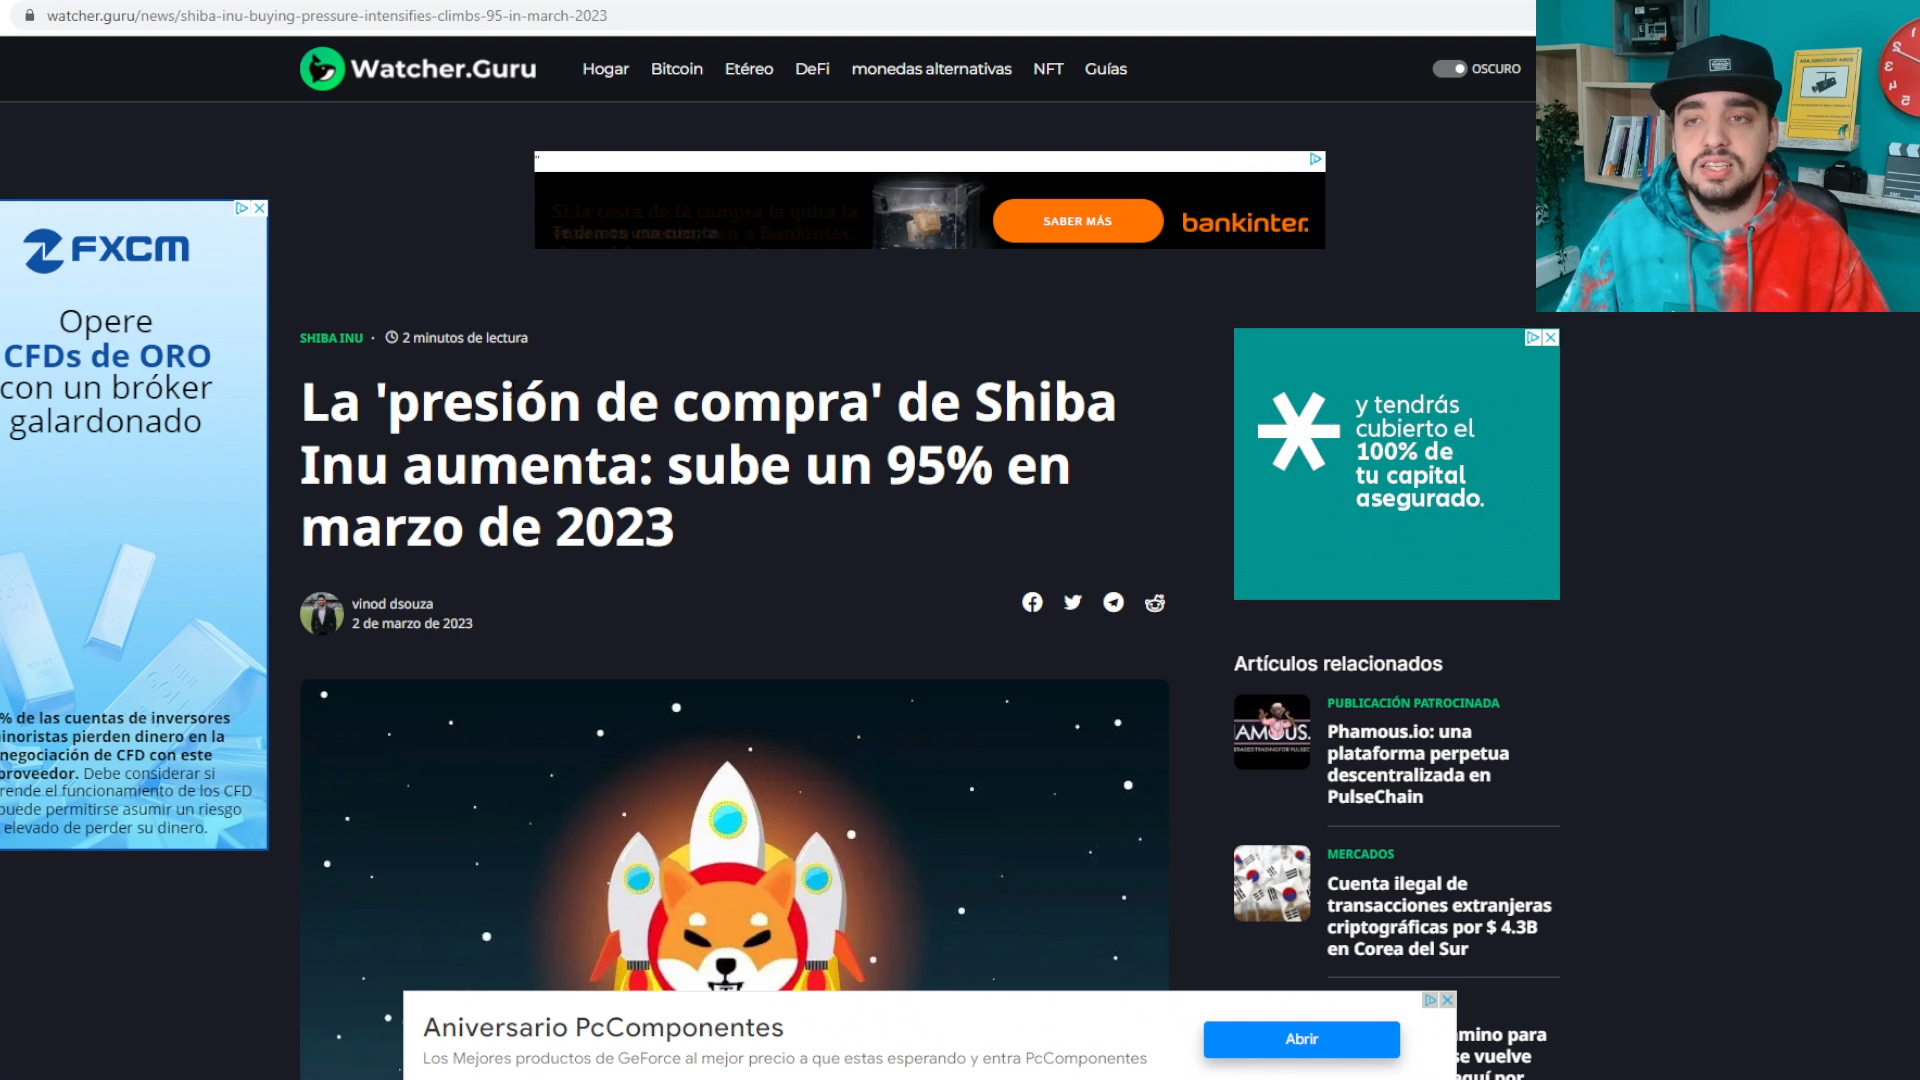 watcher.guru/news/shiba-inu-buying-pressure-intensifies-climbs-95-in-march-2023
Watcher.Guru
Hogar Bitcoin Etéreo DeFi monedas alternativas NFT Guías
OSCURO
SABER MÁS
bankinter.
FXCM
Opere
CFDs de ORO
con un bróker
galardonado
% de las cuentas de inversores
inoristas pierden dinero en la
negociación de CFD con este
proveedor. Debe considerar si
rende el funcionamiento de los CFD
puede permitirse asumir un riesgo
elevado de perder su dinero.
SHIBA INU · 2 minutos de lectura
La 'presión de compra' de Shiba
Inu aumenta: sube un 95% en
marzo de 2023
vinod dsouza
2 de marzo de 2023
y tendrás
cubierto el
100% de
tu capital
asegurado.
Artículos relacionados
PUBLICACIÓN PATROCINADA
Phamous.io: una
plataforma perpetua
descentralizada en
PulseChain
MERCADOS
Cuenta ilegal de
transacciones extranjeras
criptográficas por $ 4.3B
en Corea del Sur
amino para
se vuelve
aquí por
Aniversario PcComponentes
Los Mejores productos de GeForce al mejor precio a que estas esperando y entra PcComponentes
Abrir